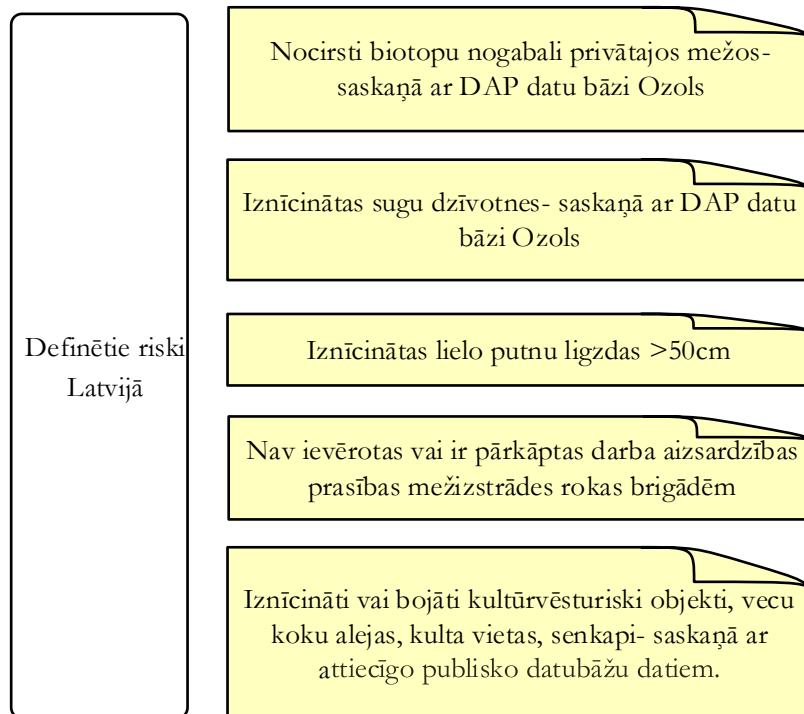 Definētie riski
Latvijā
Nocirsti biotopu nogabali privātajos mežos-
saskaņā ar DAP datu bāzi Ozols
Iznīcinātas sugu dzīvotnes- saskaņā ar DAP datu
bāzi Ozols
Iznīcinātas lielo putnu ligzdas >50cm
Nav ievērotas vai ir pārkāptas darba aizsardzības
prasības mežizstrādes rokas brigādēm
Iznīcināti vai bojāti kultūrvēsturiski objekti, vecu
koku alejas, kulta vietas, senkapi- saskaņā ar
attiecīgo publisko datubāžu datiem.